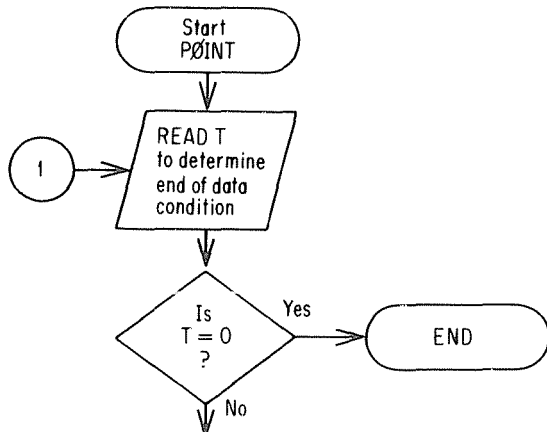 Start
PØINT
READ T
to determine
end of data
condition
1
Is
T = 0
?
Yes
END
No